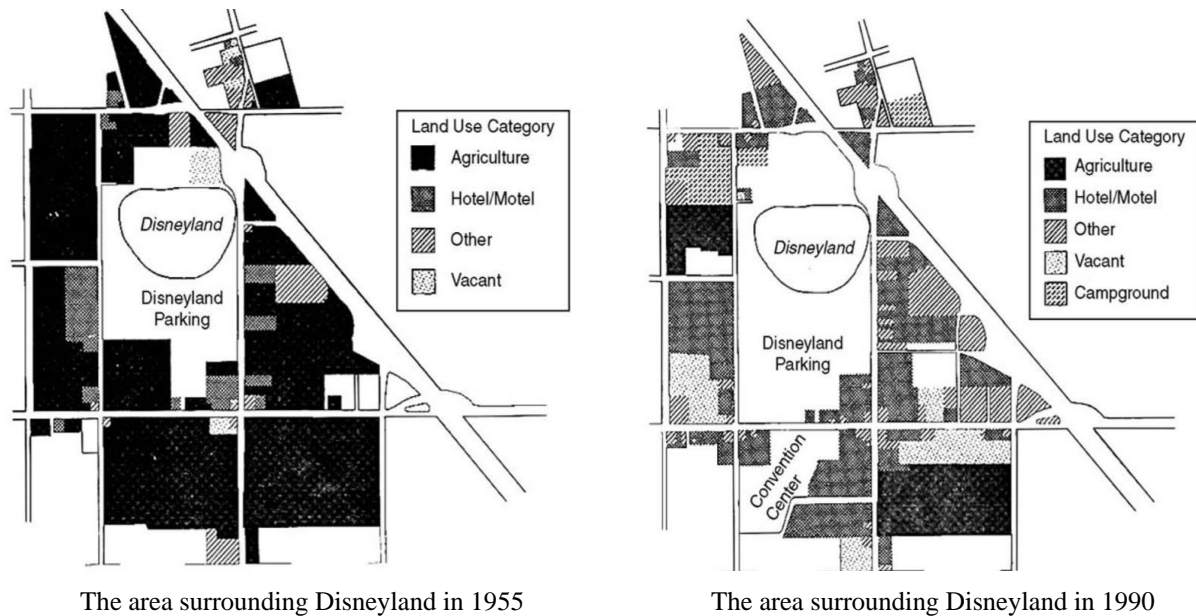 Disneyland
Disneyland
Parking
Land Use Category
Agriculture
Hotel/Motel
Other
Vacant
The area surrounding Disneyland in 1955
Disneyland
Disneyland
Parking
Convention
Center
Land Use Category
Agriculture
Hotel/Motel
Other
Vacant
Campground
The area surrounding Disneyland in 1990